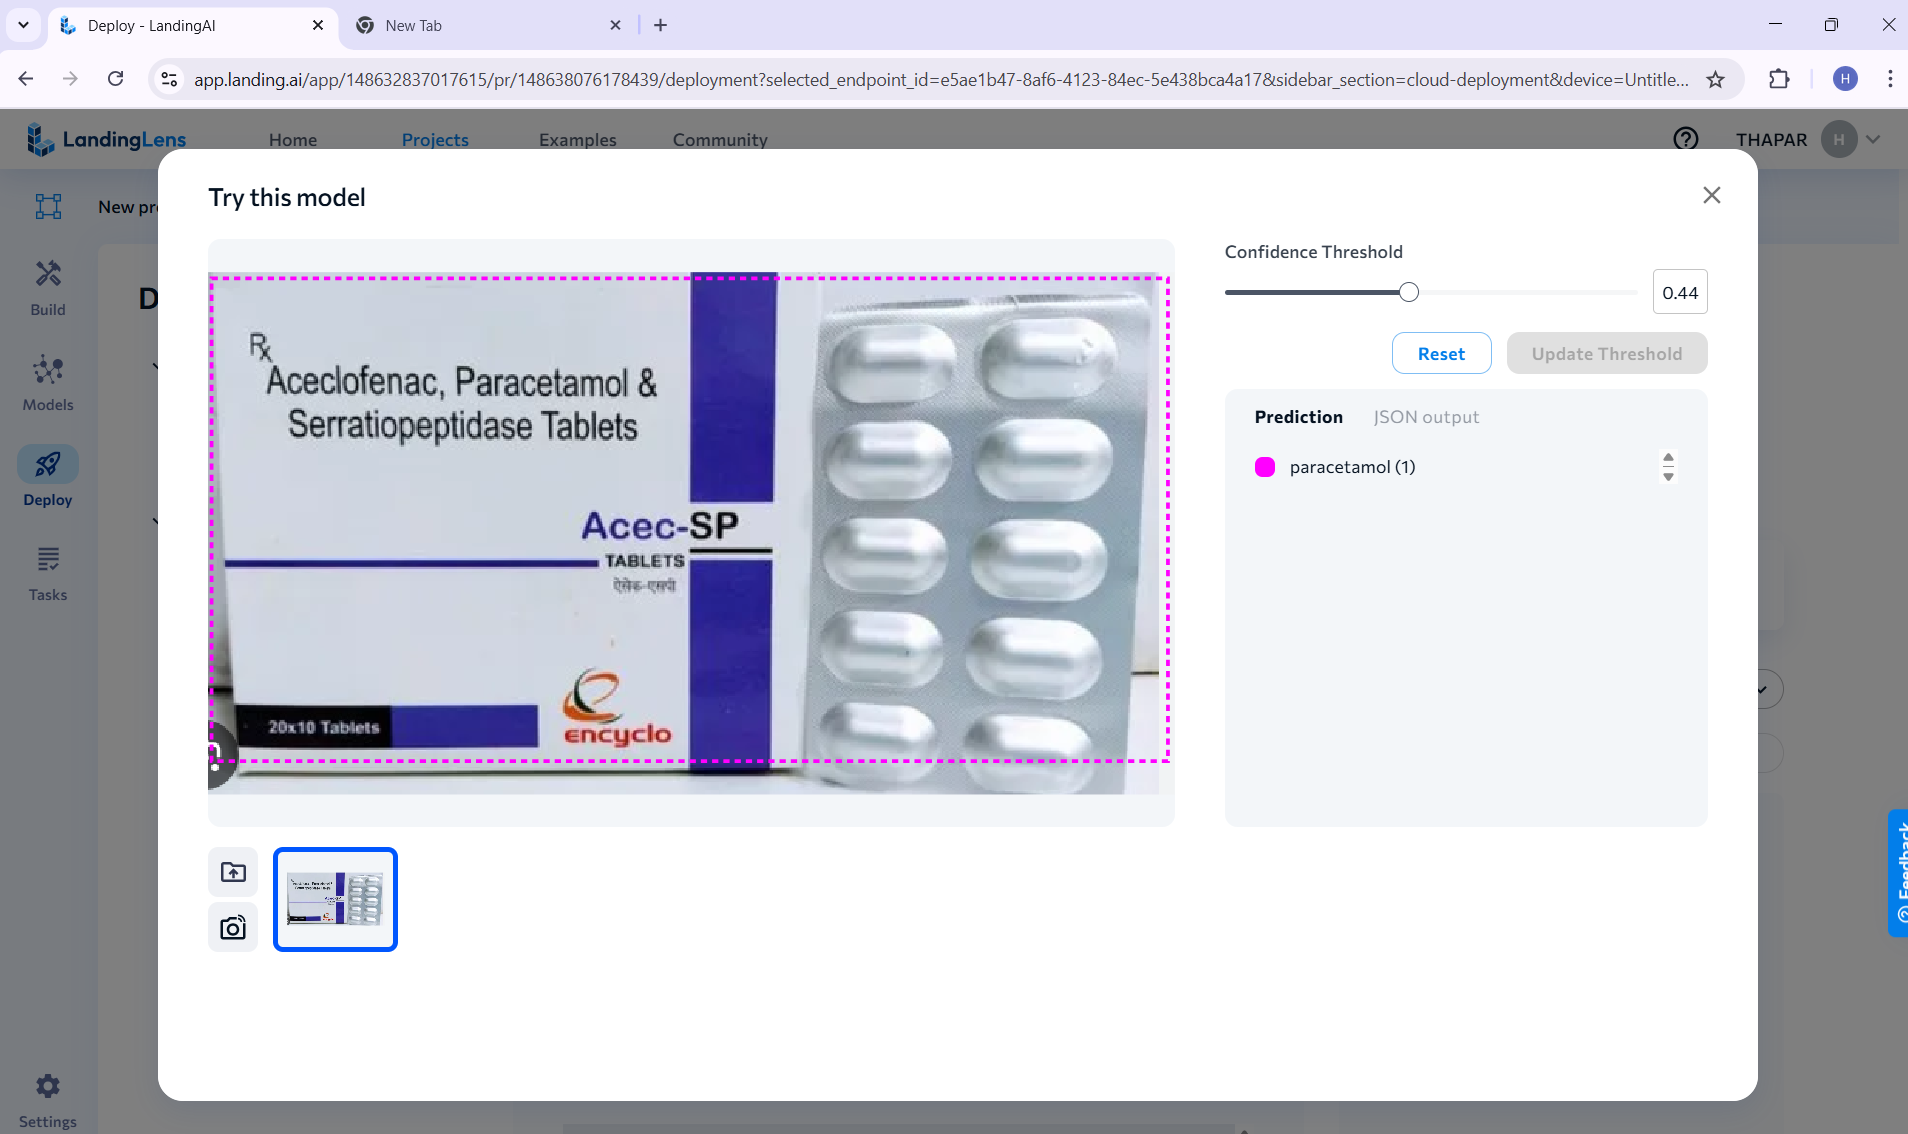 Deploy - LandingAI
New Tab
app.landing.ai/app/148632837017615/pr/148638076178439/deployment?selected_endpoint_id=e5ae1b47-8af6-4123-84ec-5e438bca4a17&sidebar_section=cloud-deployment&device=Untitle...
H
LandingLens
Home
Projects
Examples
Community
THAPAR
H
New pr
Build
Models
Deploy
Tasks
Settings
D
Try this model
Rx
Aceclofenac, Paracetamol &
Serratiopeptidase Tablets
Acec-SP
TABLETS
ऐसेक-एसपी
20x10 Tablets
encyclo
Confidence Threshold
0.44
Reset
Update Threshold
Prediction
JSON output
paracetamol (1)
Feedback